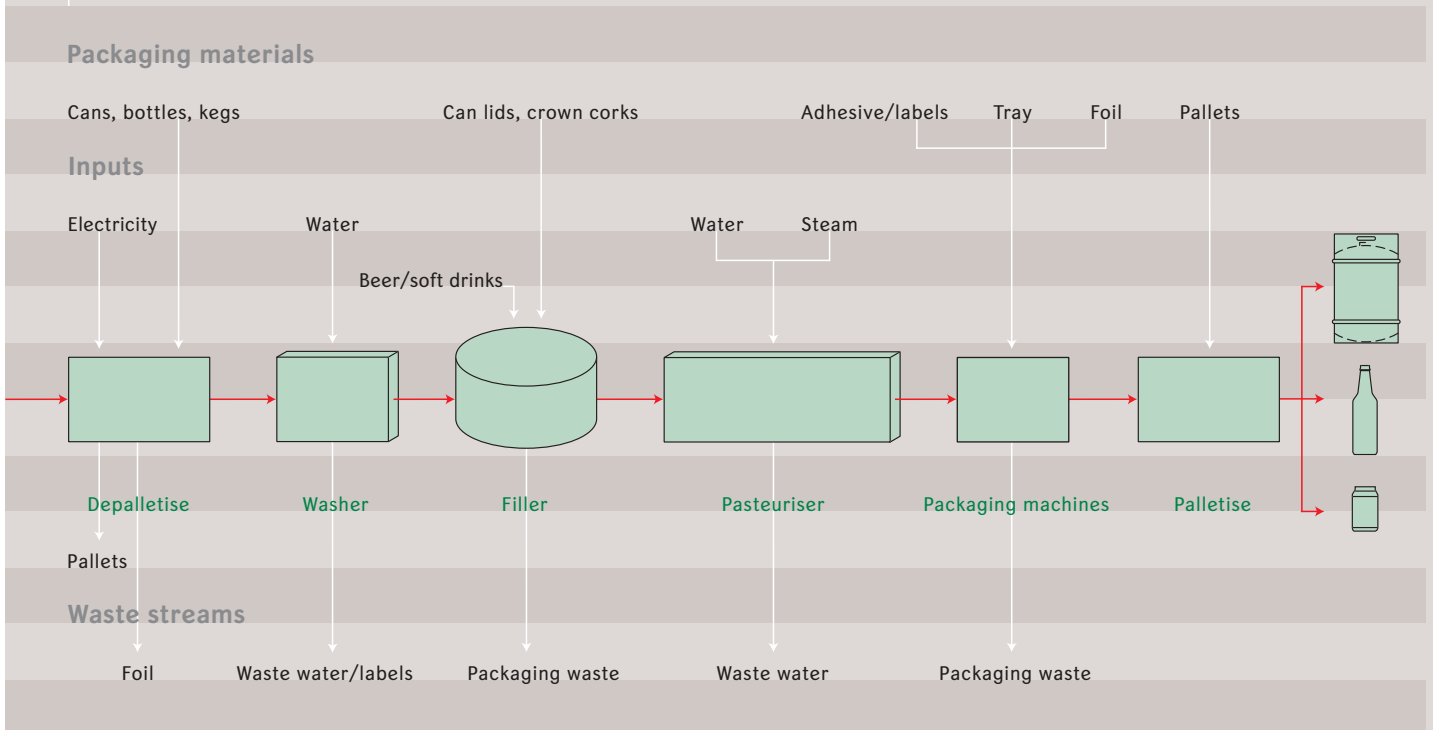 Packaging materials
Cans, bottles, kegs
Can lids, crown corks
Adhesive/labels
Tray
Foil
Pallets
Inputs
Electricity
Water
Water
Steam
Beer/soft drinks
Depalletise
Washer
Filler
Pasteuriser
Packaging machines
Palletise
Pallets
Waste streams
Foil
Waste water/labels
Packaging waste
Waste water
Packaging waste